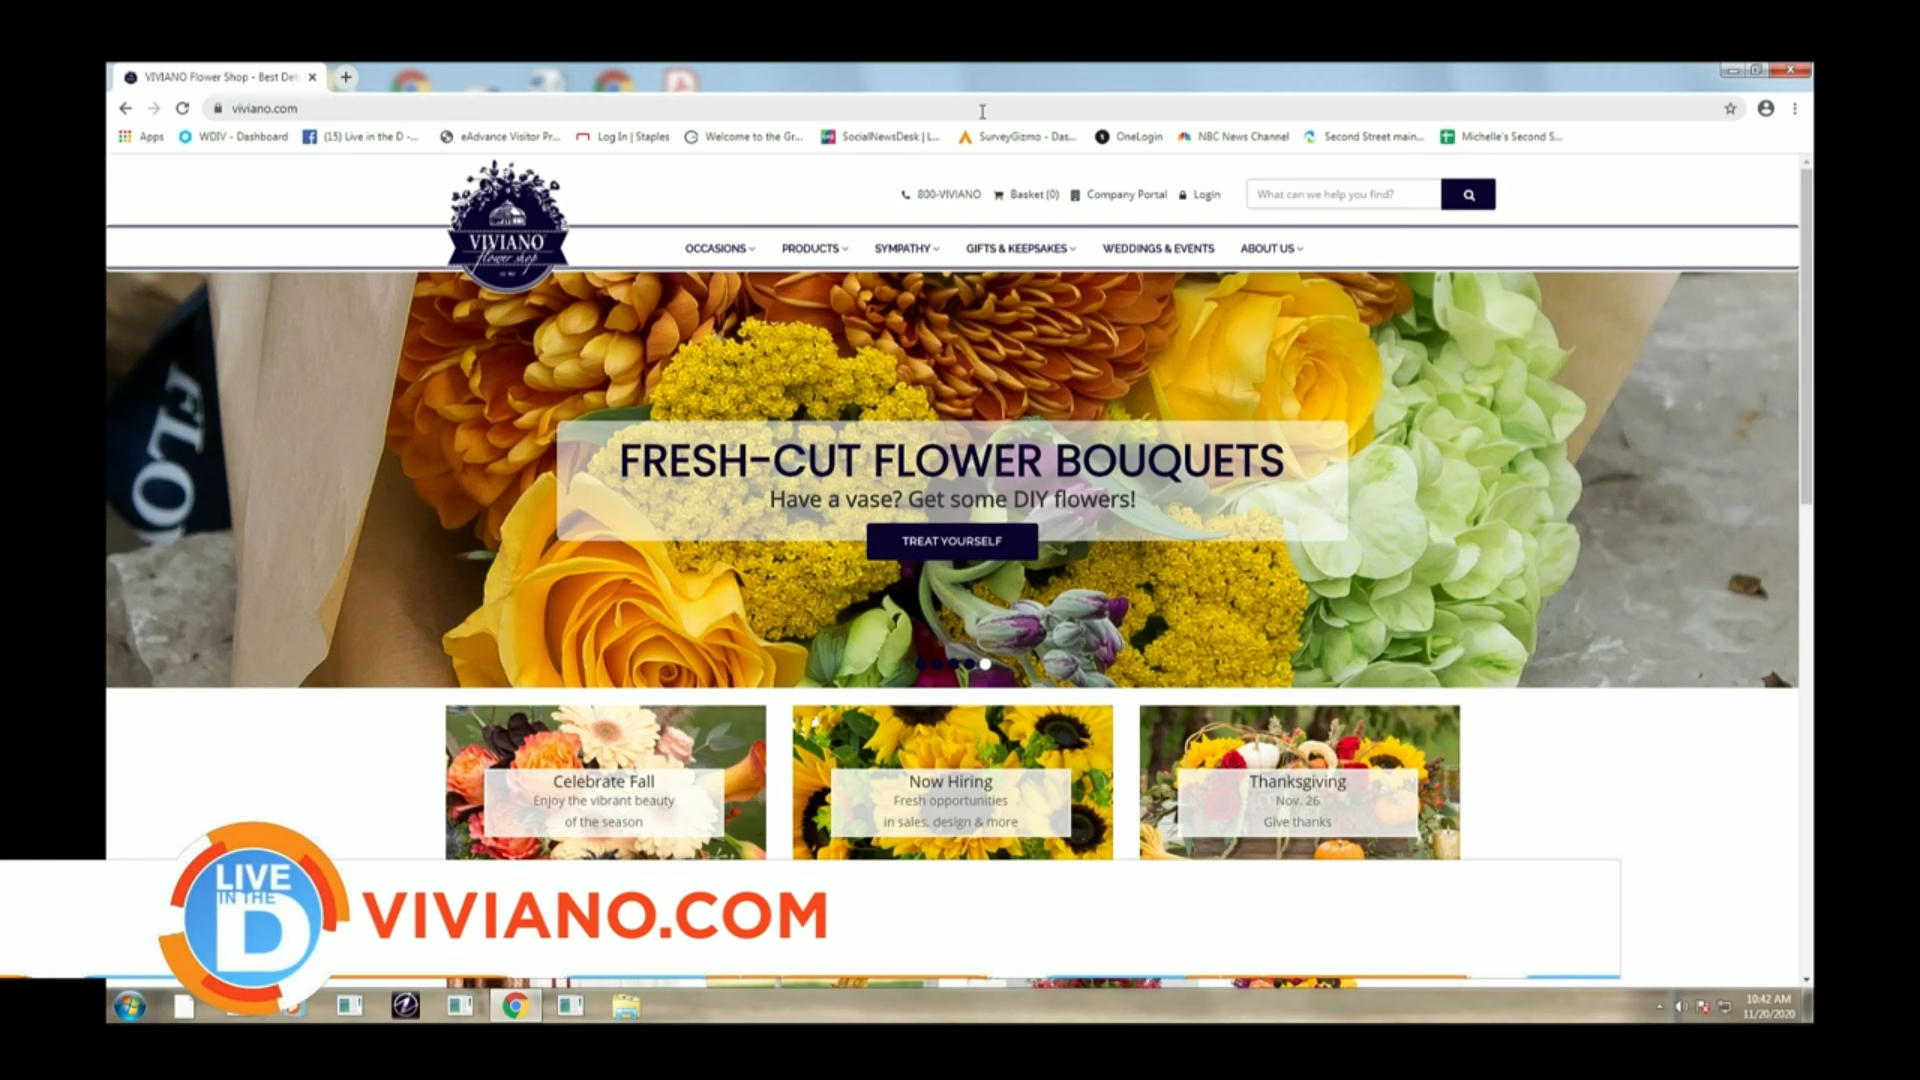 VIVIANO Flower Shop - Best Det
viviano.com
Apps
WDIV - Dashboard
(15) Live in the D -...
eAdvance Visitor Pr...
Log In | Staples
Welcome to the Gr...
SocialNewsDesk | L...
SurveyGizmo - Das...
OneLogin
NBC News Channel
Second Street main...
Michelle's Second S...
800-VIVIANO
Basket (0)
Company Portal
Login
What can we help you find?
VIVIANO
flower shop
OCCASIONS
PRODUCTS
SYMPATHY
GIFTS & KEEPSAKES
WEDDINGS & EVENTS
ABOUT US
FLO
FRESH-CUT FLOWER BOUQUETS
Have a vase? Get some DIY flowers!
TREAT YOURSELF
Celebrate Fall
Enjoy the vibrant beauty
of the season
Now Hiring
Fresh opportunities
in sales, design & more
Thanksgiving
Nov. 26
Give thanks
LIVE
IN THE
D
VIVIANO.COM
10:42 AM
11/20/2020